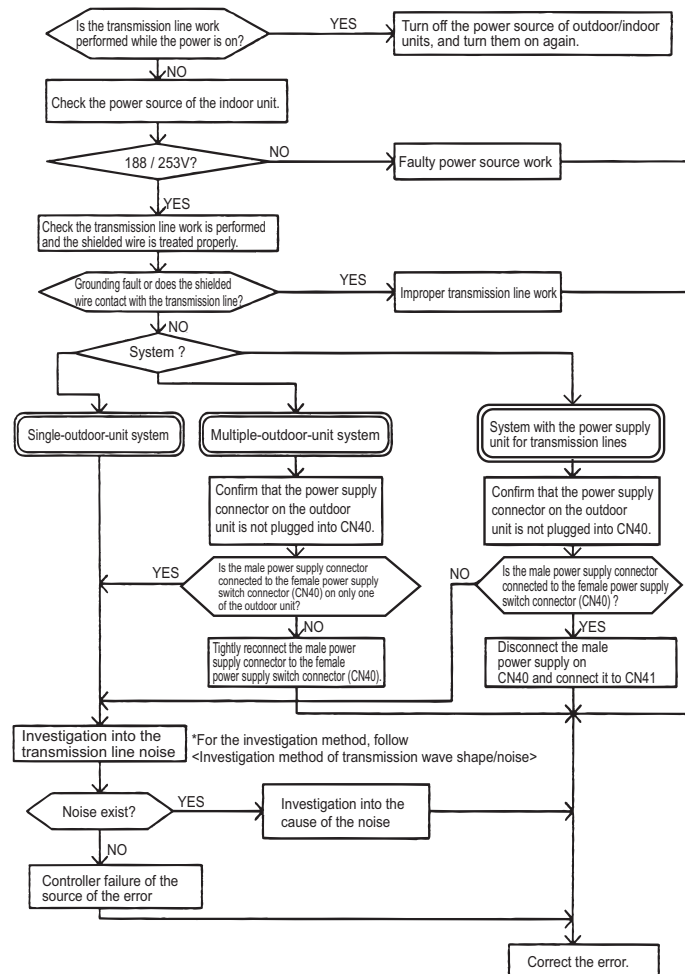 Is the transmission line work
performed while the power is on?
YES
Turn off the power source of outdoor/indoor
units, and turn them on again.
NO
Check the power source of the indoor unit.
188 / 253V?
NO
Faulty power source work
YES
Check the transmission line work is performed
and the shielded wire is treated properly.
Grounding fault or does the shielded
wire contact with the transmission line?
YES
Improper transmission line work
NO
System ?
Single-outdoor-unit system
Multiple-outdoor-unit system
System with the power supply
unit for transmission lines
Confirm that the power supply
connector on the outdoor
unit is not plugged into CN40.
Confirm that the power supply
connector on the outdoor
unit is not plugged into CN40.
YES
Is the male power supply connector
connected to the female power supply
switch connector (CN40) on only one
of the outdoor unit?
NO
Is the male power supply connector
connected to the female power supply
switch connector (CN40) ?
NO
YES
Tightly reconnect the male power
supply connector to the female
power supply switch connector (CN40).
Disconnect the male
power supply on
CN40 and connect it to CN41
Investigation into the
transmission line noise
*For the investigation method, follow
<Investigation method of transmission wave shape/noise>
Noise exist?
YES
Investigation into the
cause of the noise
NO
Controller failure of the
source of the error
Correct the error.